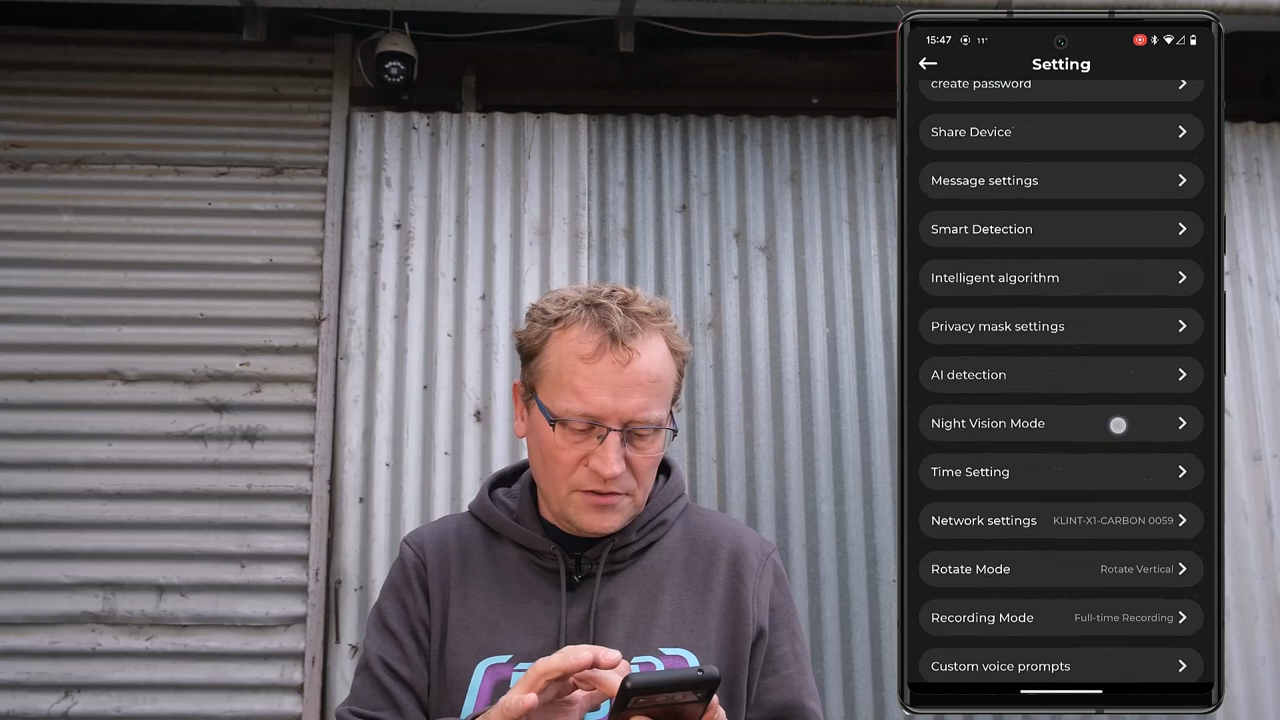 15:47 11°
Setting
create password
Share Device
Message settings
Smart Detection
Intelligent algorithm
Privacy mask settings
AI detection
Night Vision Mode
Time Setting
Network settings KLINT-X1-CARBON 0059
Rotate Mode Rotate Vertical
Recording Mode Full-time Recording
Custom voice prompts